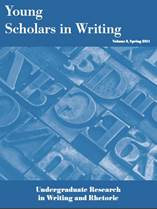 Young
Scholars in Writing
Volume 8, Spring 2011
Undergraduate Research
in Writing and Rhetoric